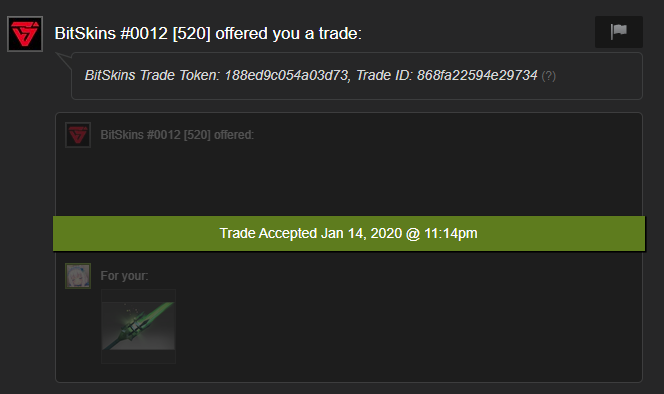 BitSkins #0012 [520] offered you a trade:
BitSkins Trade Token: 188ed9c054a03d73, Trade ID: 868fa22594e29734 (?)
BitSkins #0012 [520] offered:
Trade Accepted Jan 14, 2020 @ 11:14pm
For your: